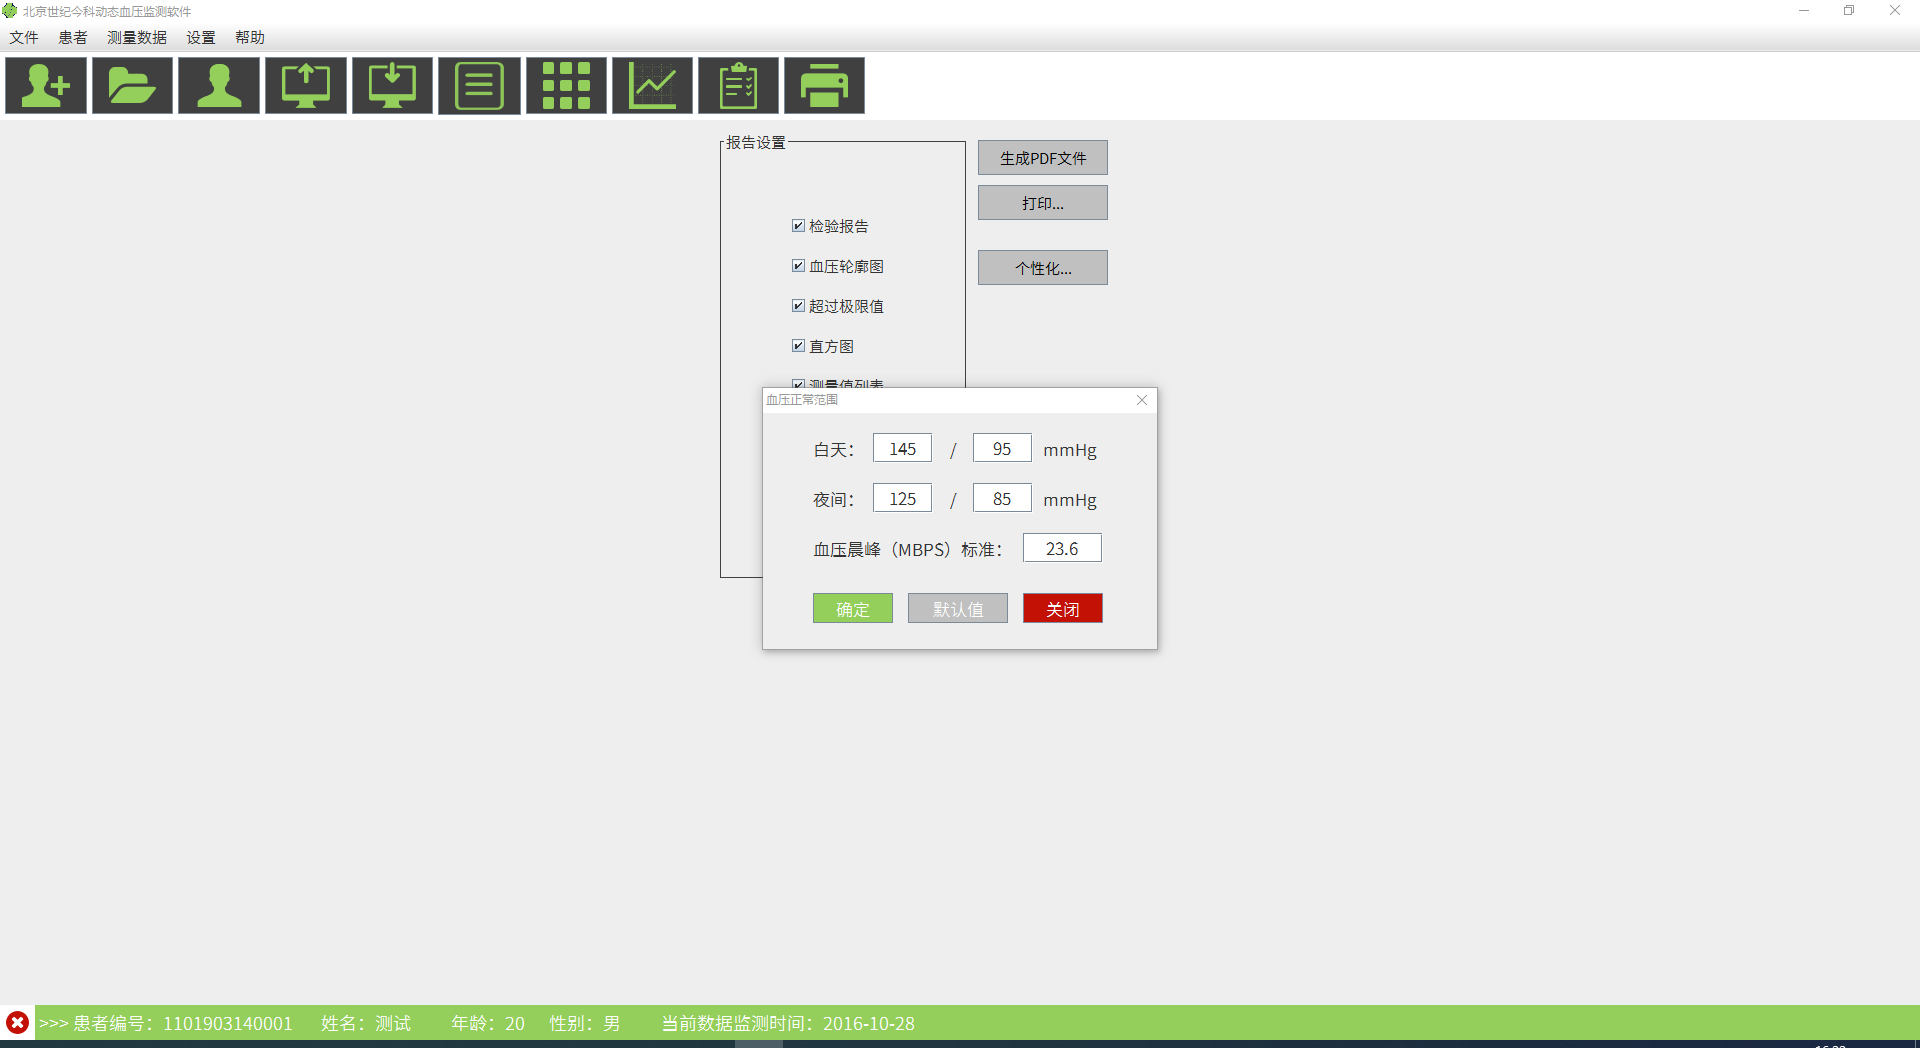 北京世纪今科动态血压监测软件
文件 患者 测量数据 设置 帮助
报告设置
生成PDF文件
打印...
检验报告
个性化...
血压轮廓图
超过极限值
直方图
测量值列表
血压正常范围
白天： 145 / 95 mmHg
夜间： 125 / 85 mmHg
血压晨峰（MBPS）标准： 23.6
确定 默认值 关闭
>>> 患者编号：1101903140001 姓名：测试 年龄：20 性别：男 当前数据监测时间：2016-10-28